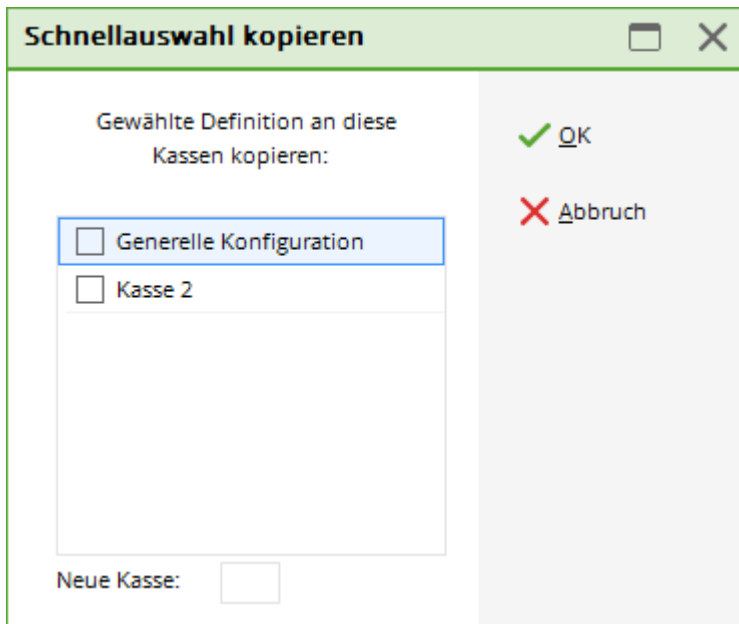 Schnellauswahl kopieren
Gewählte Definition an diese
Kassen kopieren:
OK
Abbruch
Generelle Konfiguration
Kasse 2
Neue Kasse: